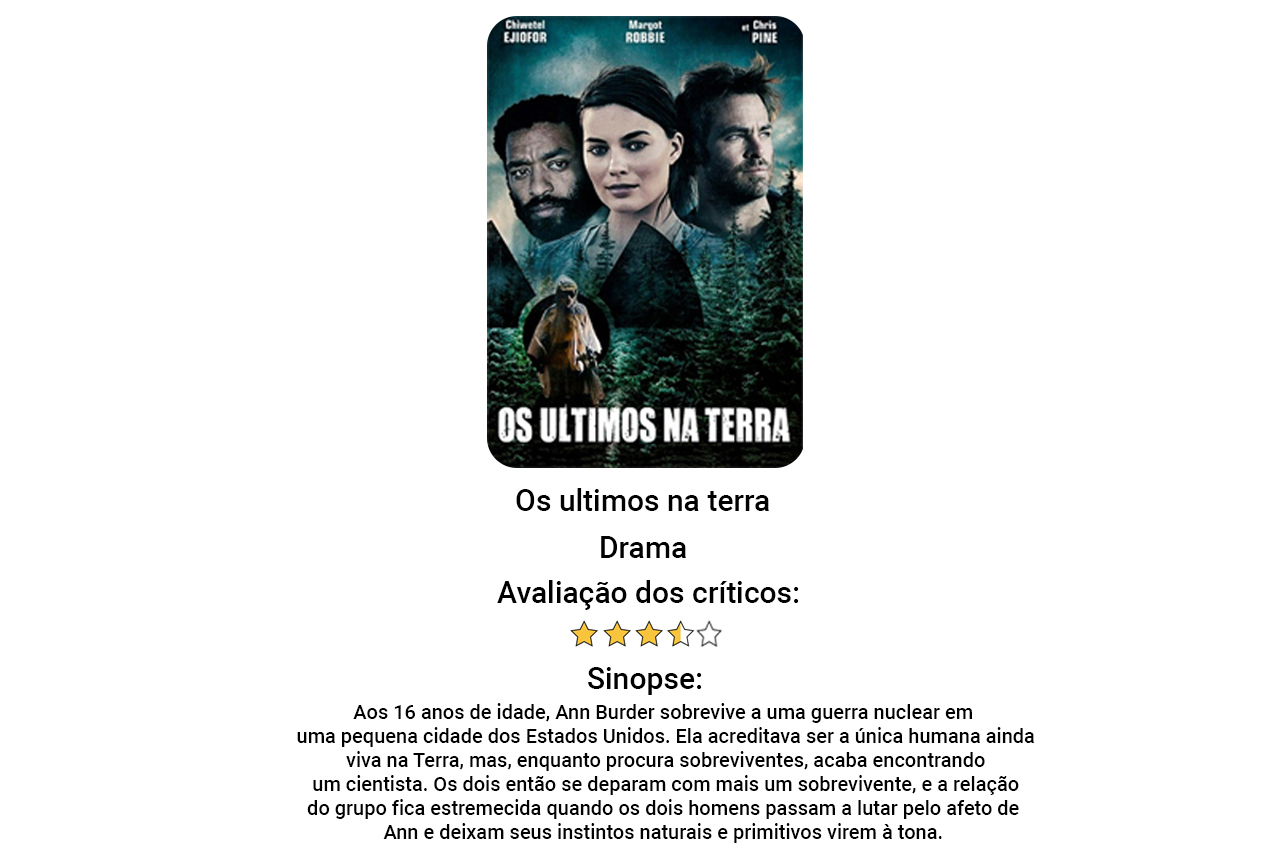 Chiwetel Margot et Chris
EJIOFOR ROBBIE PINE
OS ULTIMOS NA TERRA
Os ultimos na terra
Drama
Avaliação dos críticos:
Sinopse:
Aos 16 anos de idade, Ann Burder sobrevive a uma guerra nuclear em
uma pequena cidade dos Estados Unidos. Ela acreditava ser a única humana ainda
viva na Terra, mas, enquanto procura sobreviventes, acaba encontrando
um cientista. Os dois então se deparam com mais um sobrevivente, e a relação
do grupo fica estremecida quando os dois homens passam a lutar pelo afeto de
Ann e deixam seus instintos naturais e primitivos virem à tona.